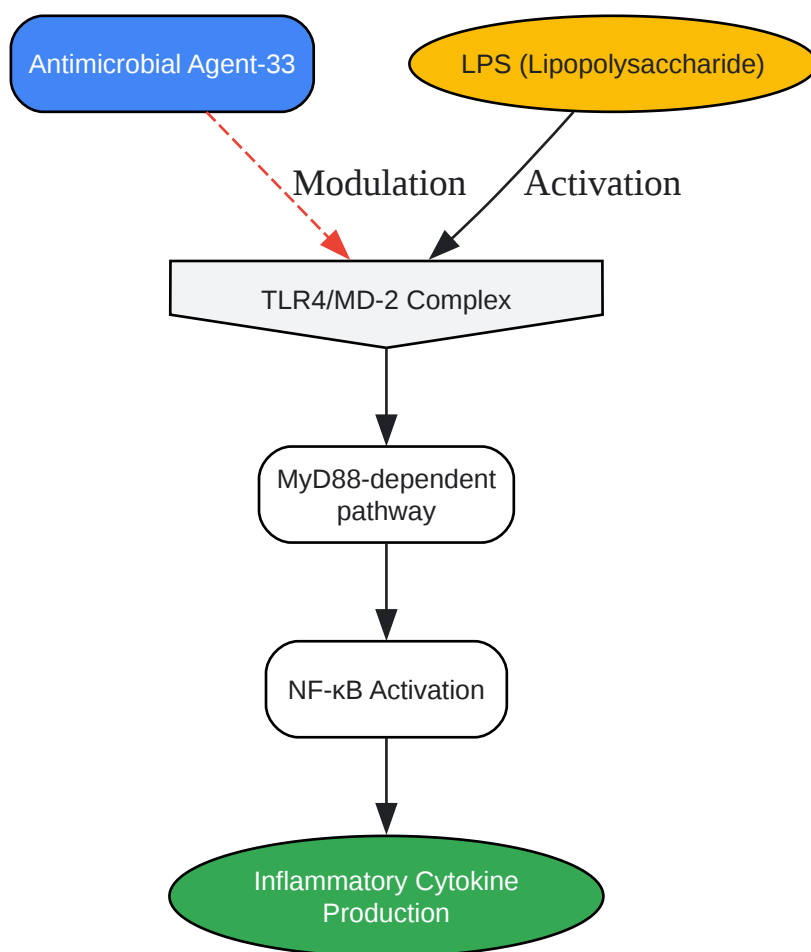 Antimicrobial Agent-33
LPS (Lipopolysaccharide)
Modulation
Activation
TLR4/MD-2 Complex
MyD88-dependent
pathway
NF-κB Activation
Inflammatory Cytokine
Production